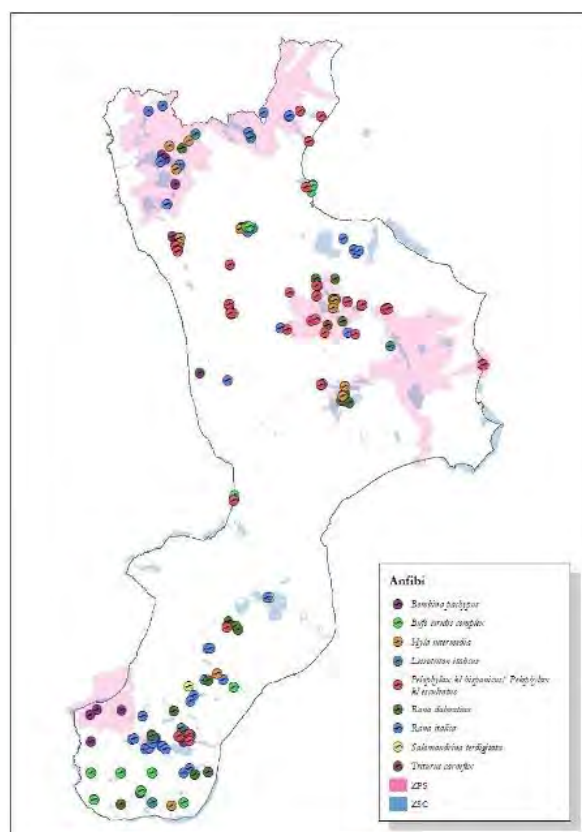 Anfibi
Bombina pachypus
Bufo viridis complex
Hyla intermedia
Lissotriton italicus
Pelophylax kl hispanicus/ Pelophylax
kl esculentus
Rana dalmatina
Rana italica
Salamandrina terdigitata
Triturus carnifex
ZPS
ZSC